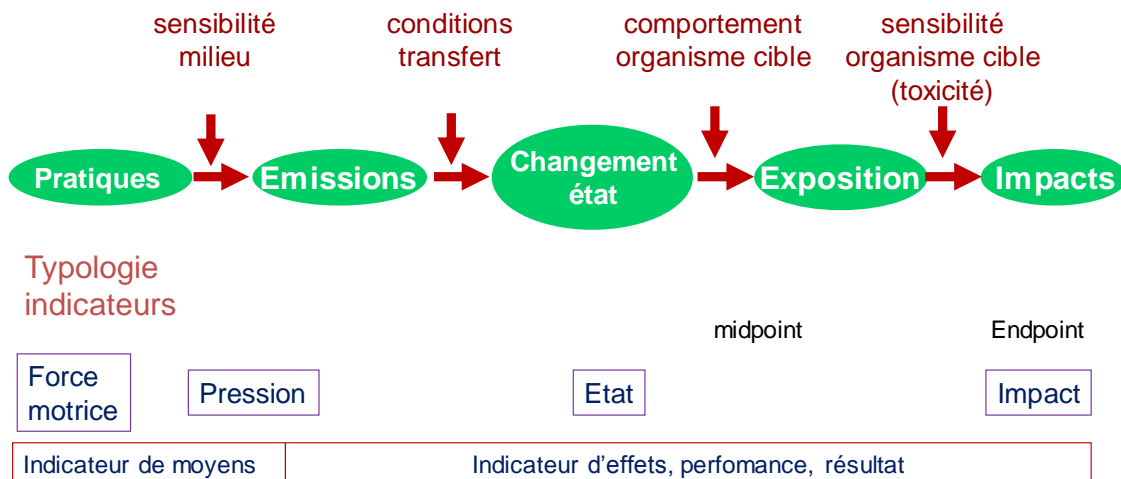 sensibilité
milieu
conditions
transfert
comportement
organisme cible
sensibilité
organisme cible
(toxicité)
Pratiques
Emissions
Changement
état
Exposition
Impacts
Typologie
indicateurs
midpoint
Endpoint
Force
motrice
Pression
Etat
Impact
Indicateur de moyens
Indicateur d'effets, perfomance, résultat